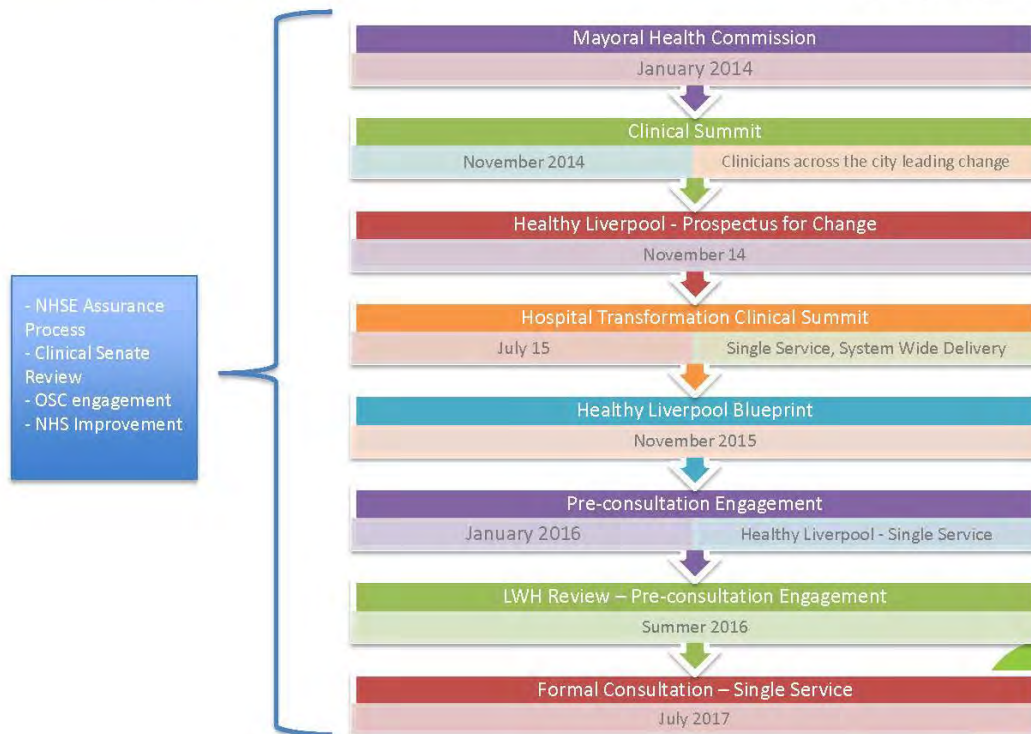 Mayoral Health Commission
January 2014
Clinical Summit
November 2014
Clinicians across the city leading change
Healthy Liverpool - Prospectus for Change
November 14
Hospital Transformation Clinical Summit
July 15
Single Service, System Wide Delivery
Healthy Liverpool Blueprint
November 2015
Pre-consultation Engagement
January 2016
Healthy Liverpool - Single Service
LWH Review – Pre-consultation Engagement
Summer 2016
Formal Consultation – Single Service
July 2017
- NHSE Assurance
Process
- Clinical Senate
Review
- OSC engagement
- NHS Improvement